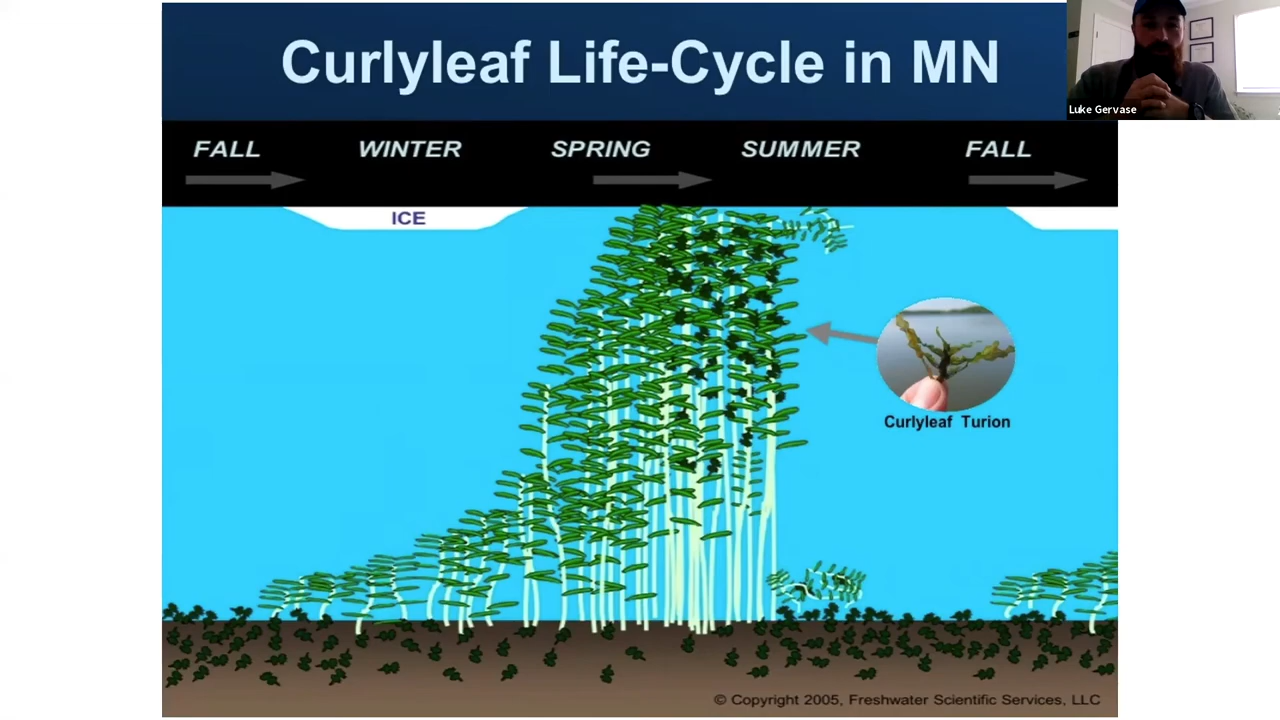 Curlyleaf Life-Cycle in MN
Luke Gervase
FALL WINTER SPRING SUMMER FALL
ICE
Curlyleaf Turion
© Copyright 2005, Freshwater Scientific Services, LLC